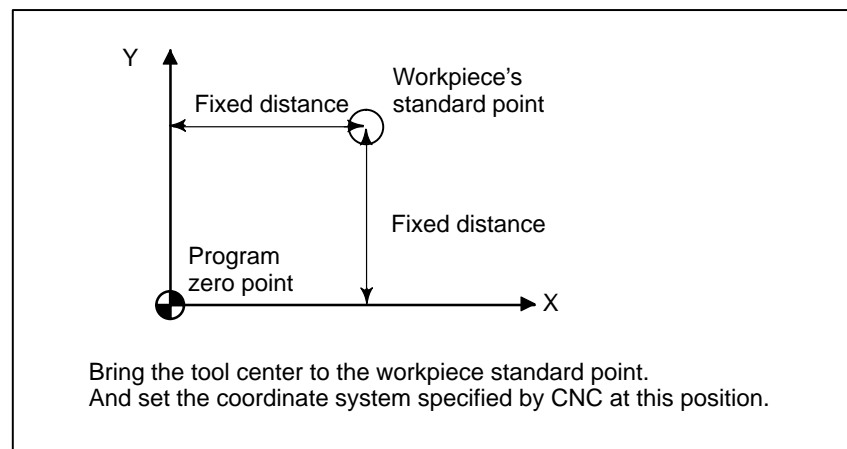 Y
Workpiece’s
standard point
Fixed distance
Fixed distance
Program
zero point
X
Bring the tool center to the workpiece standard point.
And set the coordinate system specified by CNC at this position.